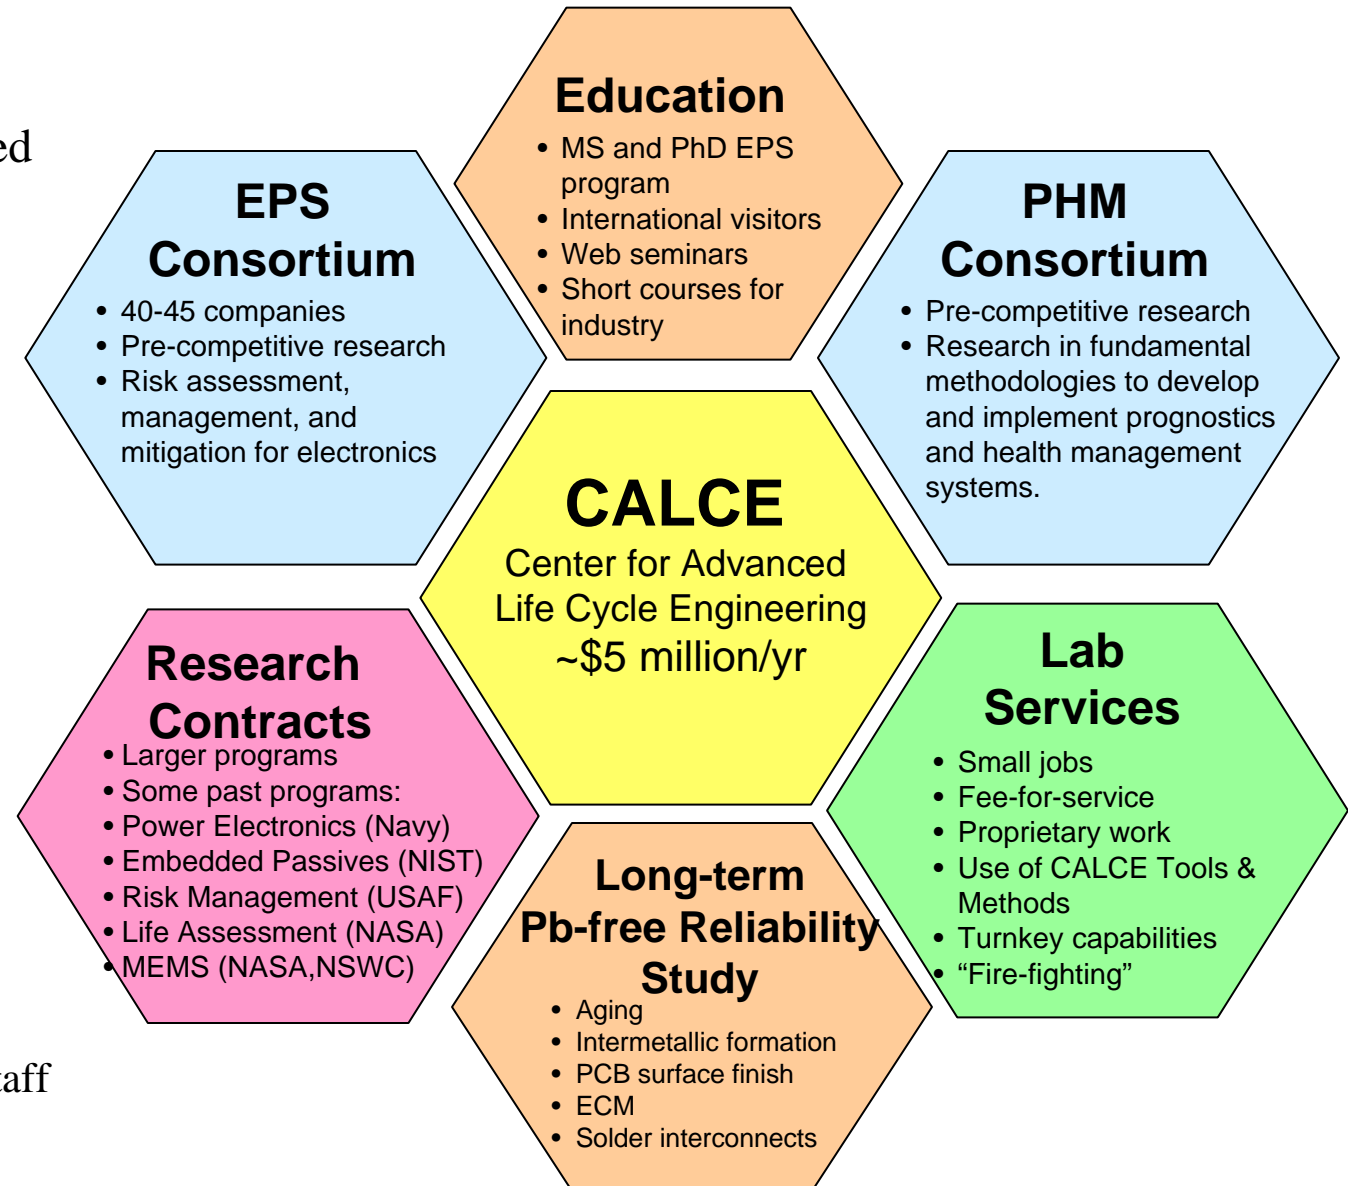 Education
• MS and PhD EPS
program
• International visitors
• Web seminars
• Short courses for
industry
ed
EPS
Consortium
• 40-45 companies
• Pre-competitive research
• Risk assessment,
management, and
mitigation for electronics
PHM
Consortium
• Pre-competitive research
• Research in fundamental
methodologies to develop
and implement prognostics
and health management
systems.
CALCE
Center for Advanced
Life Cycle Engineering
~$5 million/yr
Research
Contracts
• Larger programs
• Some past programs:
• Power Electronics (Navy)
• Embedded Passives (NIST)
• Risk Management (USAF)
• Life Assessment (NASA)
• MEMS (NASA,NSWC)
Lab
Services
• Small jobs
• Fee-for-service
• Proprietary work
• Use of CALCE Tools &
Methods
• Turnkey capabilities
• “Fire-fighting”
Long-term
Pb-free Reliability
Study
• Aging
• Intermetallic formation
• PCB surface finish
• ECM
• Solder interconnects
taff